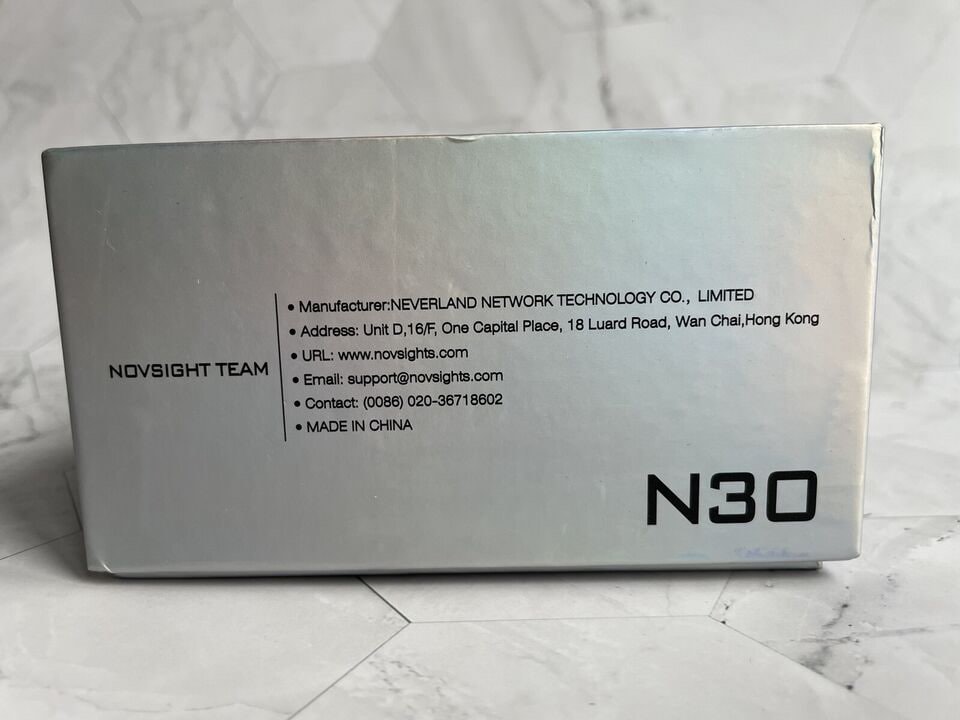 NOVSIGHT TEAM
• Manufacturer:NEVERLAND NETWORK TECHNOLOGY CO., LIMITED
• Address: Unit D,16/F, One Capital Place, 18 Luard Road, Wan Chai,Hong Kong
• URL: www.novsights.com
• Email: support@novsights.com
• Contact: (0086) 020-36718602
• MADE IN CHINA
N30